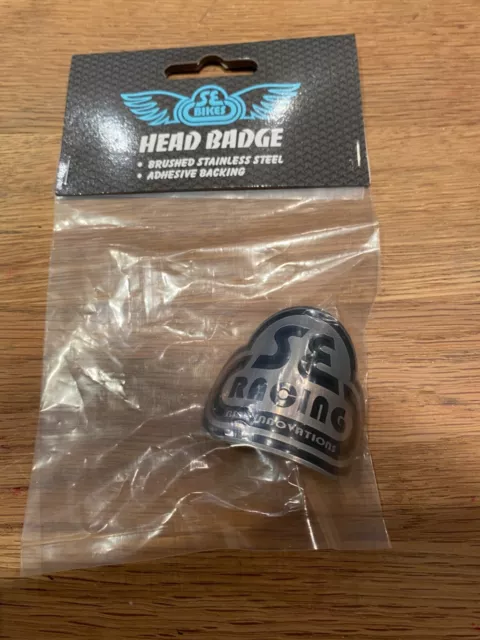 SE
BIKES
HEAD BADGE
• BRUSHED STAINLESS STEEL
• ADHESIVE BACKING
SE
RACING
INNOVATIONS